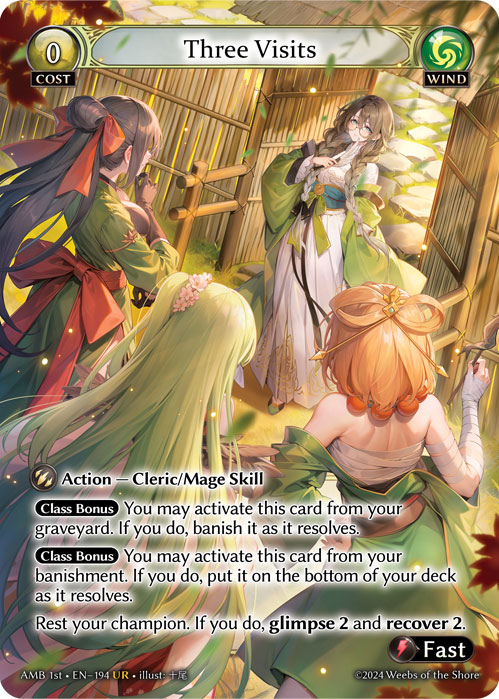 0
COST
Three Visits
WIND
Action — Cleric/Mage Skill
Class Bonus You may activate this card from your
graveyard. If you do, banish it as it resolves.
Class Bonus You may activate this card from your
banishment. If you do, put it on the bottom of your deck
as it resolves.
Rest your champion. If you do, glimpse 2 and recover 2.
Fast
AMB 1st • EN-194 UR • illust: 十尾
©2024 Weebs of the Shore